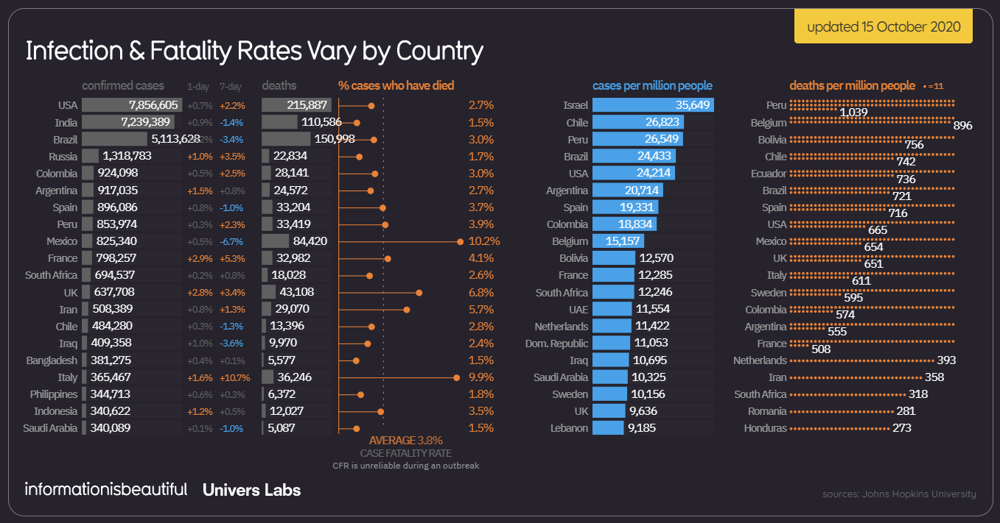 updated 15 October 2020
Infection & Fatality Rates Vary by Country
confirmed cases 1-day 7-day deaths % cases who have died
USA 7,856,605 +0.7% +2.2% 215,887 2.7%
India 7,239,389 +0.9% -1.4% 110,586 1.5%
Brazil 5,113,628 2% -3.4% 150,998 3.0%
Russia 1,318,783 +1.0% +3.5% 22,834 1.7%
Colombia 924,098 +0.5% +2.5% 28,141 3.0%
Argentina 917,035 +1.5% +0.8% 24,572 2.7%
Spain 896,086 +0.8% -1.0% 33,204 3.7%
Peru 853,974 +0.3% +2.3% 33,419 3.9%
Mexico 825,340 +0.5% -6.7% 84,420 10.2%
France 798,257 +2.9% +5.3% 32,982 4.1%
South Africa 694,537 +0.2% +0.8% 18,028 2.6%
UK 637,708 +2.8% +3.4% 43,108 6.8%
Iran 508,389 +0.8% +1.3% 29,070 5.7%
Chile 484,280 +0.3% -1.3% 13,396 2.8%
Iraq 409,358 +1.0% -3.6% 9,970 2.4%
Bangladesh 381,275 +0.4% +0.1% 5,577 1.5%
Italy 365,467 +1.6% +10.7% 36,246 9.9%
Philippines 344,713 +0.6% +0.3% 6,372 1.8%
Indonesia 340,622 +1.2% +0.5% 12,027 3.5%
Saudi Arabia 340,089 +0.1% -1.0% 5,087 1.5%
AVERAGE 3.8%
CASE FATALITY RATE
CFR is unreliable during an outbreak
cases per million people
Israel 35,649
Chile 26,823
Peru 26,549
Brazil 24,433
USA 24,214
Argentina 20,714
Spain 19,331
Colombia 18,834
Belgium 15,157
Bolivia 12,570
France 12,285
South Africa 12,246
UAE 11,554
Netherlands 11,422
Dom. Republic 11,053
Iraq 10,695
Saudi Arabia 10,325
Sweden 10,156
UK 9,636
Lebanon 9,185
deaths per million people •=11
Peru 1,039
Belgium 896
Bolivia 756
Chile 742
Ecuador 736
Brazil 721
Spain 716
USA 665
Mexico 654
UK 651
Italy 611
Sweden 595
Colombia 574
Argentina 555
France 508
Netherlands 393
Iran 358
South Africa 318
Romania 281
Honduras 273
informationisbeautiful Univers Labs
sources: Johns Hopkins University